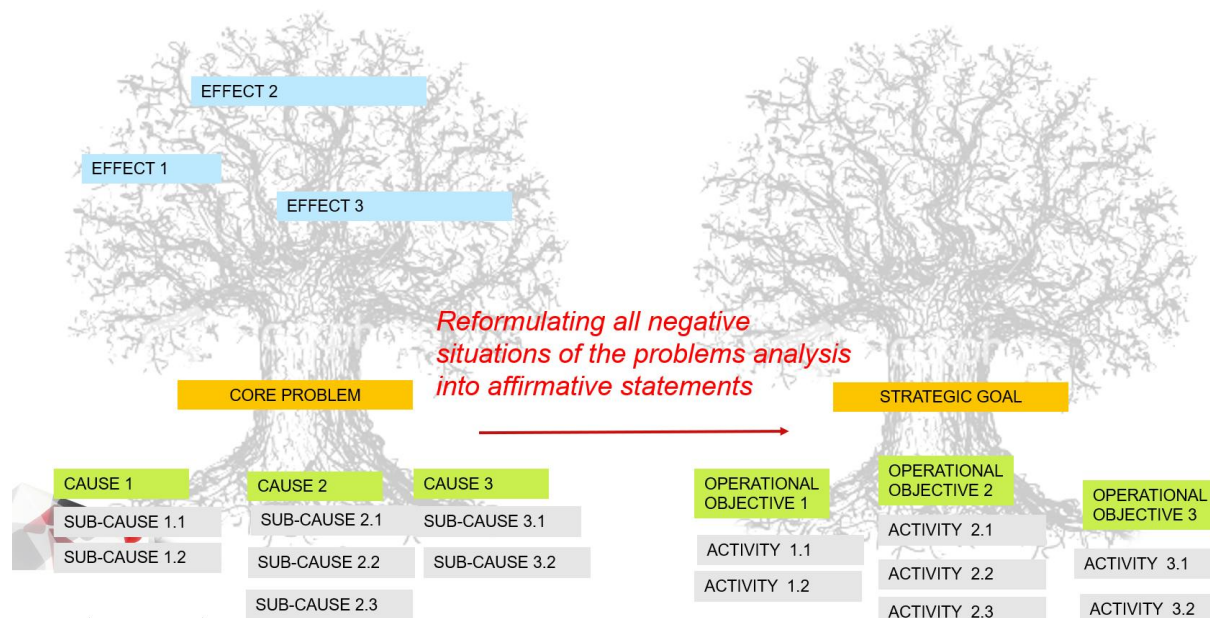 EFFECT 2
EFFECT 1
EFFECT 3
Reformulating all negative
situations of the problems analysis
into affirmative statements
CORE PROBLEM
CAUSE 1
SUB-CAUSE 1.1
SUB-CAUSE 1.2
CAUSE 2
SUB-CAUSE 2.1
SUB-CAUSE 2.2
SUB-CAUSE 2.3
CAUSE 3
SUB-CAUSE 3.1
SUB-CAUSE 3.2
STRATEGIC GOAL
OPERATIONAL
OBJECTIVE 1
ACTIVITY 1.1
ACTIVITY 1.2
OPERATIONAL
OBJECTIVE 2
ACTIVITY 2.1
ACTIVITY 2.2
ACTIVITY 2.3
OPERATIONAL
OBJECTIVE 3
ACTIVITY 3.1
ACTIVITY 3.2